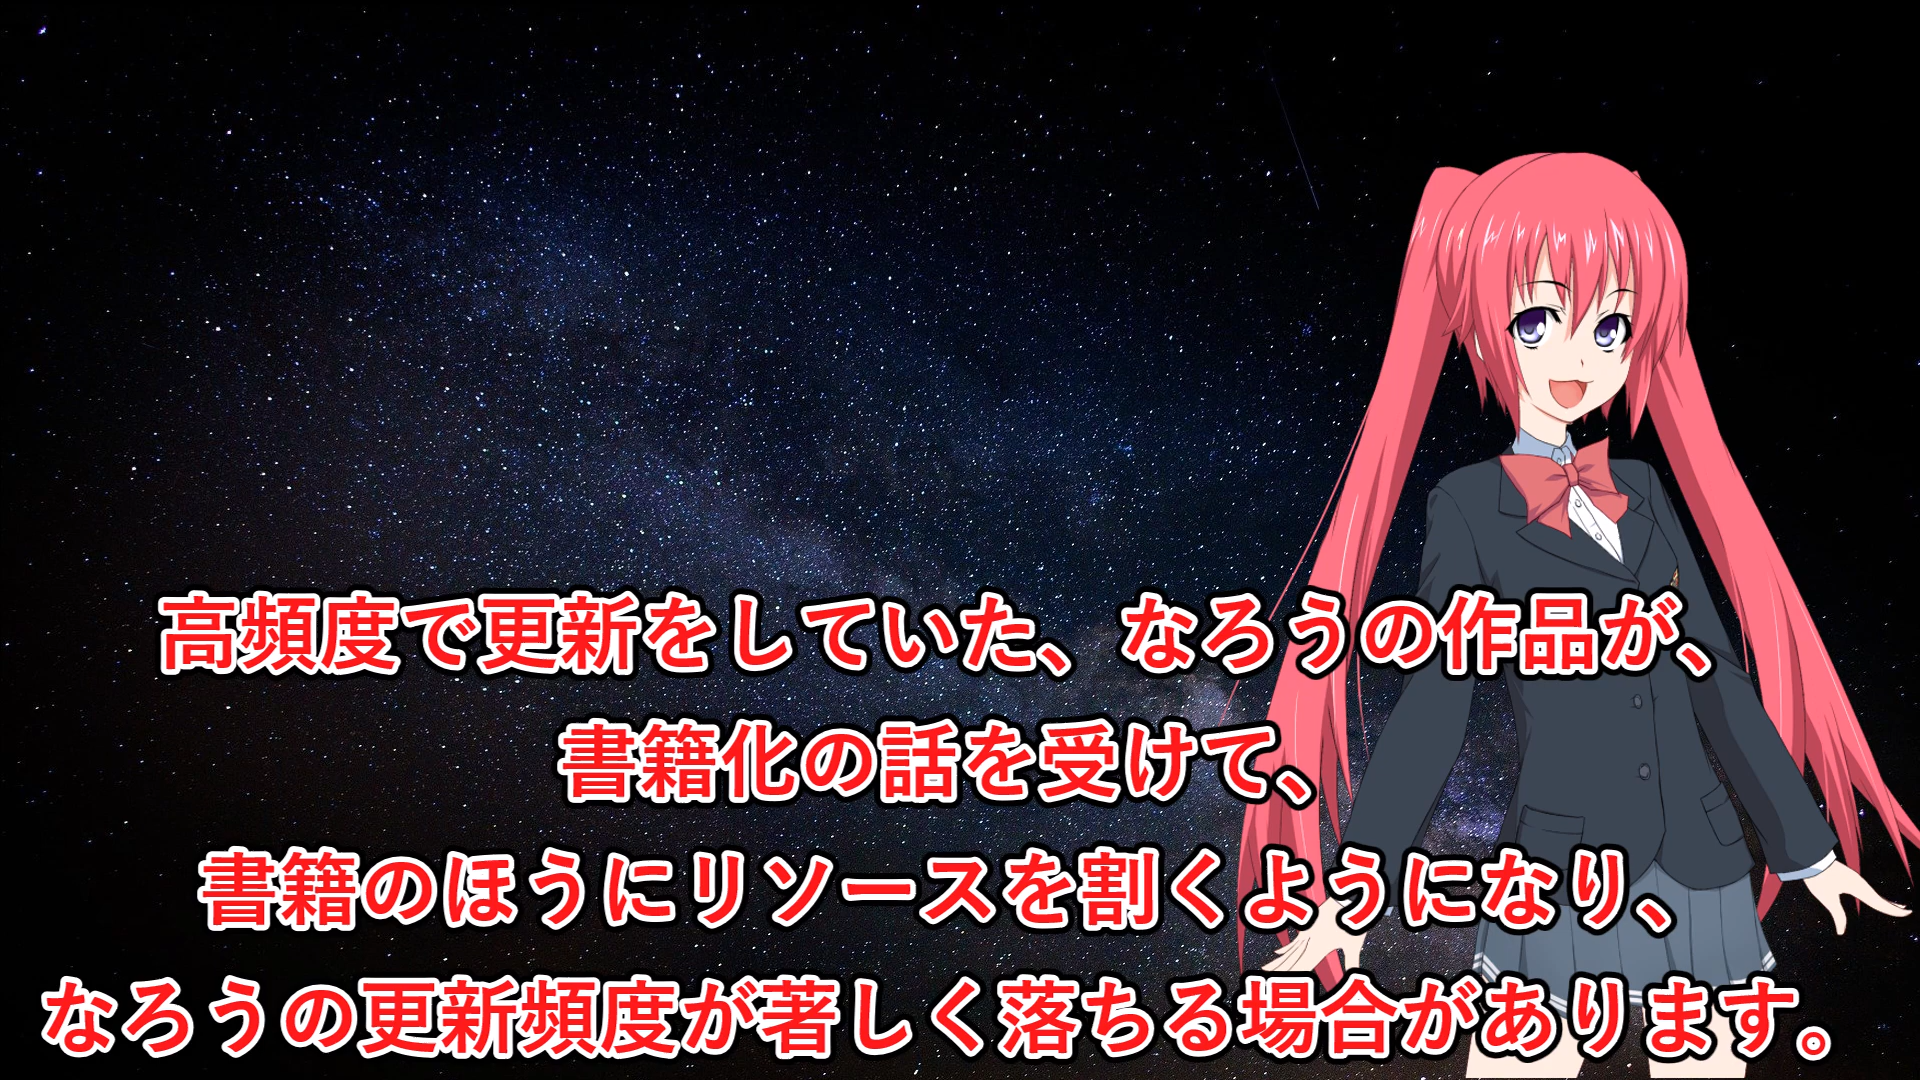 高頻度で更新をしていた、なろうの作品が、
書籍化の話を受けて、
書籍のほうにリソースを割くようになり、
なろうの更新頻度が著しく落ちる場合があります。